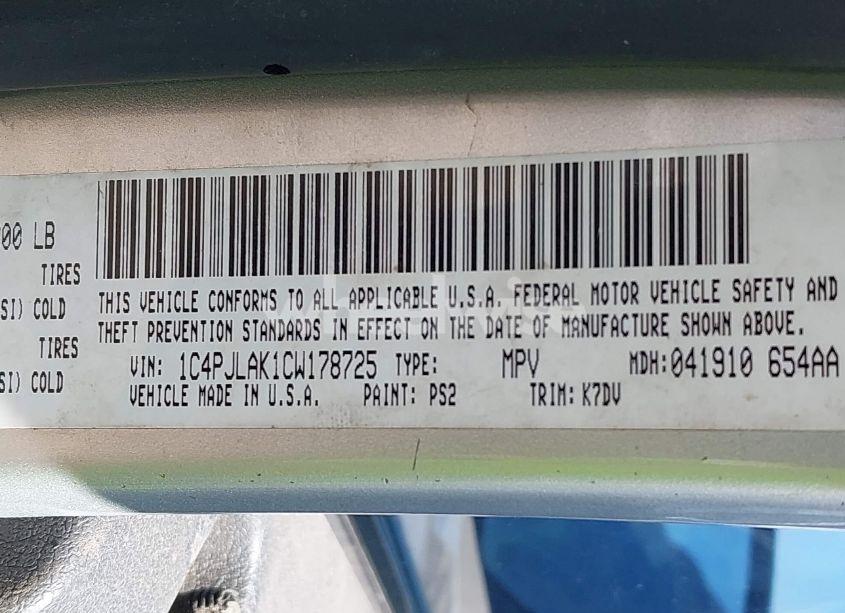 00 LB
TIRES
SI) COLD
TIRES
SI) COLD
THIS VEHICLE CONFORMS TO ALL APPLICABLE U.S.A. FEDERAL MOTOR VEHICLE SAFETY AND
THEFT PREVENTION STANDARDS IN EFFECT ON THE DATE OF MANUFACTURE SHOWN ABOVE.
VIN: 1C4PJLAK1CW178725 TYPE: MPV MDH:041910 654AA
VEHICLE MADE IN U.S.A. PAINT: PS2 TRIM: K7DV